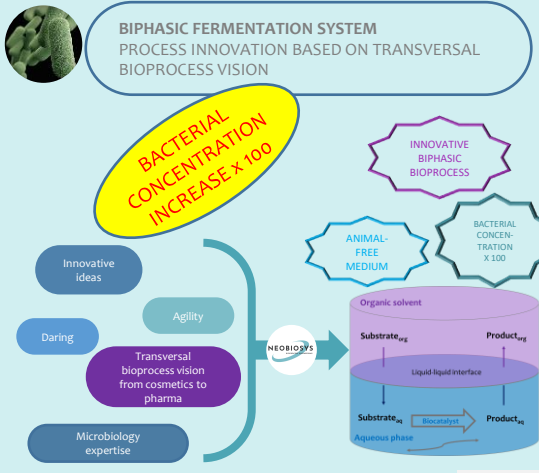 BIPHASIC FERMENTATION SYSTEM
PROCESS INNOVATION BASED ON TRANSVERSAL
BIOPROCESS VISION
BACTERIAL
CONCENTRATION
INCREASE x 100
INNOVATIVE
BIPHASIC
BIOPROCESS
ANIMAL-
FREE
MEDIUM
BACTERIAL
CONCEN-
TRATION
X 100
Innovative
ideas
Agility
Daring
Transversal
bioprocess vision
from cosmetics to
pharma
Microbiology
expertise
NEOBIOSYS
Organic solvent
Substrateorg
Productorg
Liquid-liquid interface
Substrateaq
Biocatalyst
Productaq
Aqueous phase